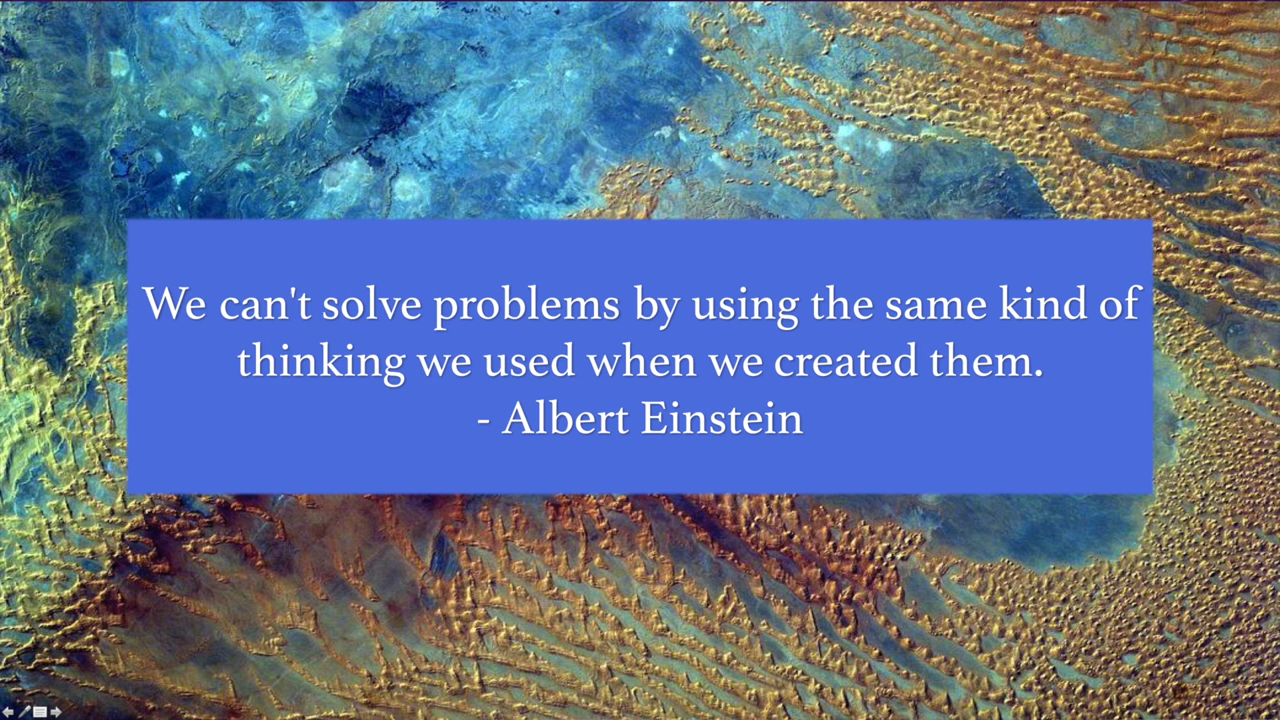 We can't solve problems by using the same kind of
thinking we used when we created them.
- Albert Einstein